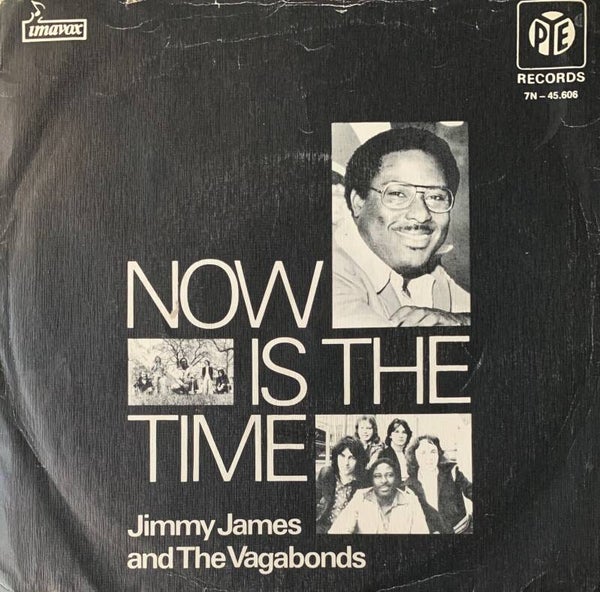 imavox
PYE
RECORDS
7N – 45.606
NOW
IS THE
TIME
Jimmy James
and The Vagabonds